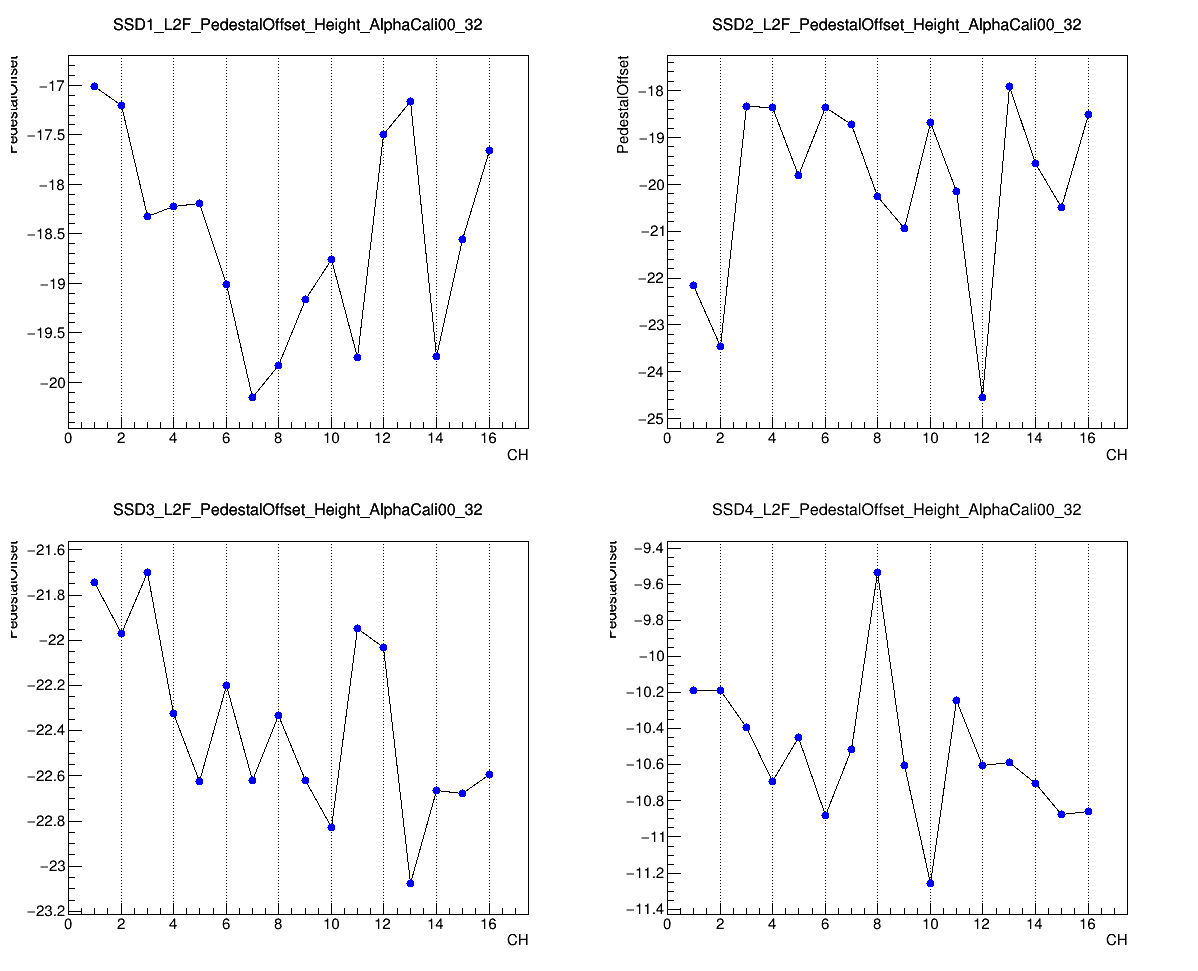 SSD1_L2F_PedestalOffset_Height_AlphaCali00_32
PedestalOffset
−17
−17.5
−18
−18.5
−19
−19.5
−20
0 2 4 6 8 10 12 14 16
CH
SSD2_L2F_PedestalOffset_Height_AlphaCali00_32
PedestalOffset
−18
−19
−20
−21
−22
−23
−24
−25
0 2 4 6 8 10 12 14 16
CH
SSD3_L2F_PedestalOffset_Height_AlphaCali00_32
PedestalOffset
−21.6
−21.8
−22
−22.2
−22.4
−22.6
−22.8
−23
−23.2
0 2 4 6 8 10 12 14 16
CH
SSD4_L2F_PedestalOffset_Height_AlphaCali00_32
PedestalOffset
−9.4
−9.6
−9.8
−10
−10.2
−10.4
−10.6
−10.8
−11
−11.2
−11.4
0 2 4 6 8 10 12 14 16
CH